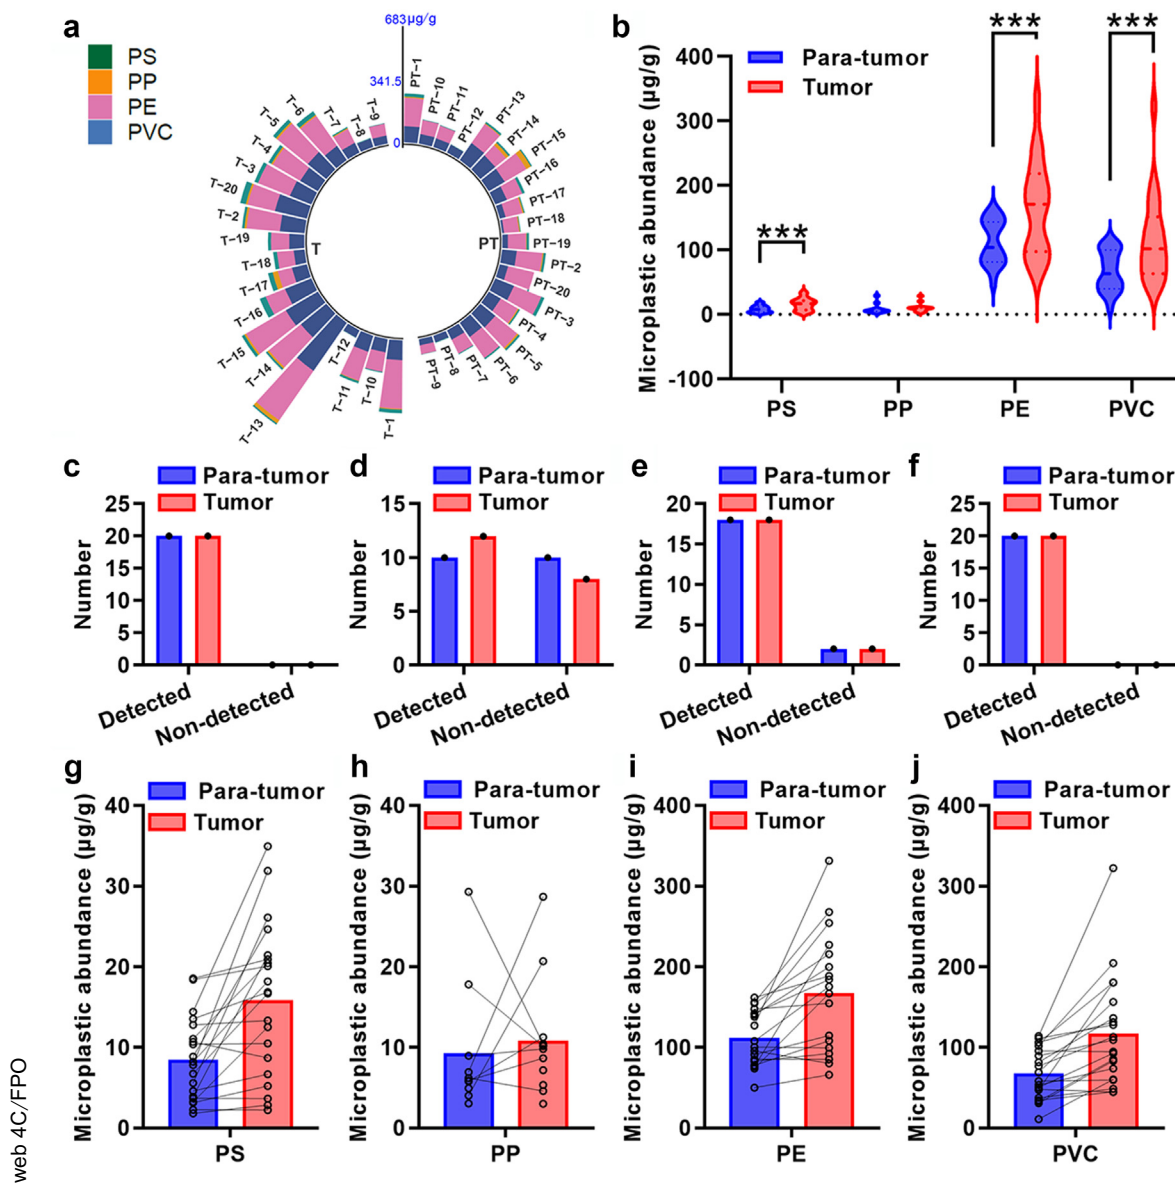 a
683µg/g
341.5
0
PS
PP
PE
PVC
PT−1
PT−10
PT−11
PT−12
PT−13
PT−14
PT−15
PT−16
PT−17
PT−18
PT−19
PT−2
PT−20
PT−3
PT−4
PT−5
PT−6
PT−7
PT−8
PT−9
T−1
T−10
T−11
T−12
T−13
T−14
T−15
T−16
T−17
T−18
T−19
T−2
T−20
T−3
T−4
T−5
T−6
T−7
T−8
T−9
T
PT
b
Microplastic abundance (µg/g)
400
300
200
100
0
-100
Para-tumor
Tumor
***
***
***
PS
PP
PE
PVC
c
Para-tumor
Tumor
Number
25
20
15
10
5
0
Detected
Non-detected
d
Para-tumor
Tumor
Number
15
10
5
0
Detected
Non-detected
e
Para-tumor
Tumor
Number
20
15
10
5
0
Detected
Non-detected
f
Para-tumor
Tumor
Number
25
20
15
10
5
0
Detected
Non-detected
g
Para-tumor
Tumor
Microplastic abundance (µg/g)
40
30
20
10
0
PS
h
Para-tumor
Tumor
Microplastic abundance (µg/g)
40
30
20
10
0
PP
i
Para-tumor
Tumor
Microplastic abundance (µg/g)
400
300
200
100
0
PE
j
Para-tumor
Tumor
Microplastic abundance (µg/g)
400
300
200
100
0
PVC
web 4C/FPO